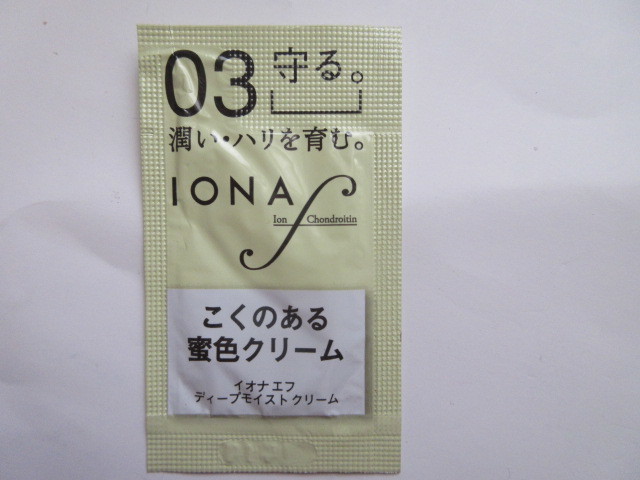 03 守る。
潤い・ハリを育む。
IONA f
Ion Chondroitin
こくのある
蜜色クリーム
イオナ エフ
ディープモイスト クリーム